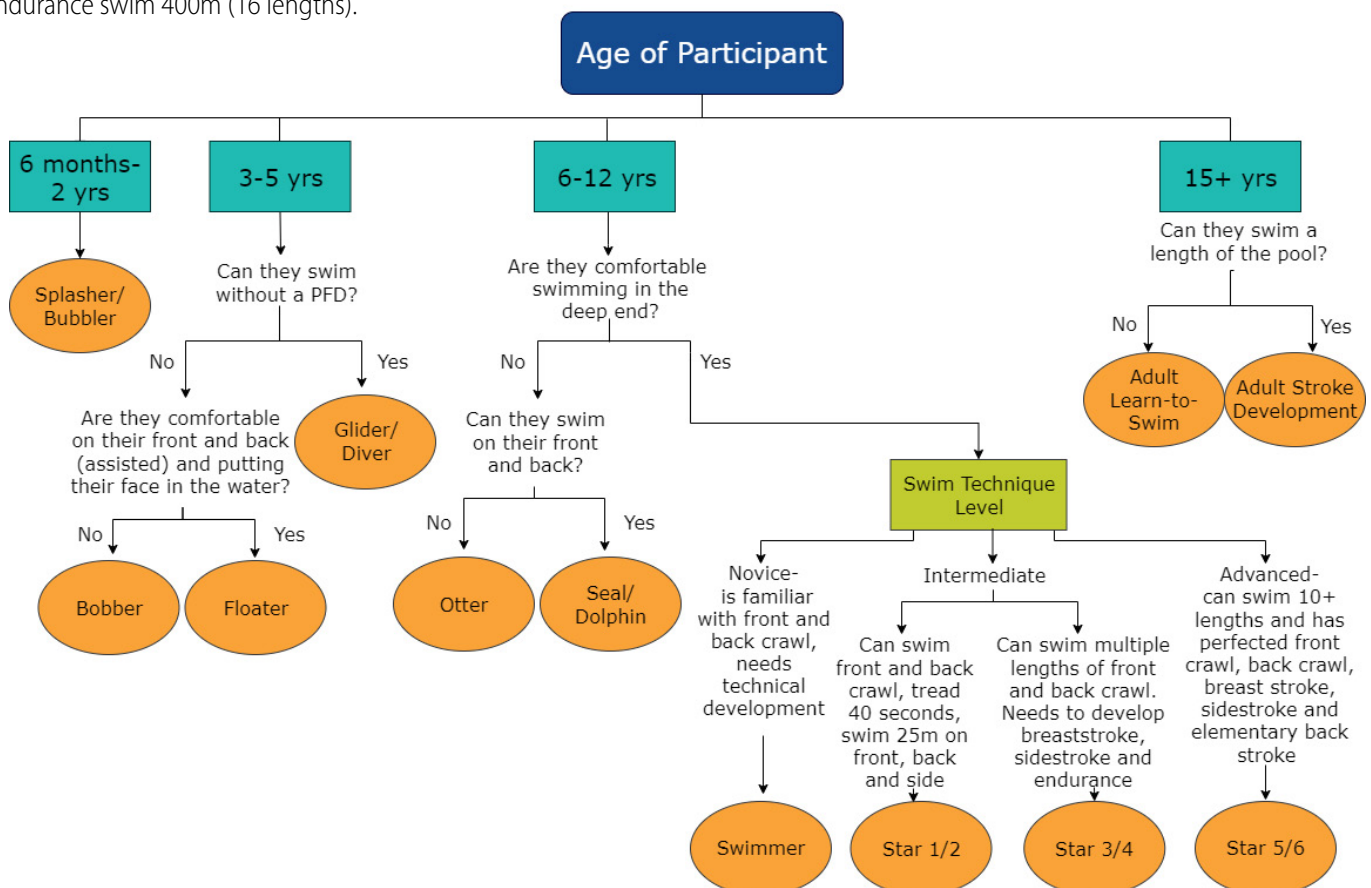 ndurance swim 400m (16 lengths).
Age of Participant
6 months-
2 yrs
3-5 yrs
6-12 yrs
15+ yrs
Splasher/
Bubbler
Can they swim
without a PFD?
No
Yes
Are they comfortable
on their front and back
(assisted) and putting
their face in the water?
Glider/
Diver
No
Yes
Bobber
Floater
Are they comfortable
swimming in the
deep end?
No
Yes
Can they swim
on their front
and back?
No
Yes
Otter
Seal/
Dolphin
Swim Technique
Level
Novice-
is familiar
with front and
back crawl,
needs
technical
development
Swimmer
Intermediate
Can swim
front and back
crawl, tread
40 seconds,
swim 25m on
front, back
and side
Star 1/2
Can swim multiple
lengths of front
and back crawl.
Needs to develop
breaststroke,
sidestroke and
endurance
Star 3/4
Advanced-
can swim 10+
lengths and has
perfected front
crawl, back crawl,
breast stroke,
sidestroke and
elementary back
stroke
Star 5/6
Can they swim a
length of the pool?
No
Yes
Adult
Learn-to-
Swim
Adult Stroke
Development